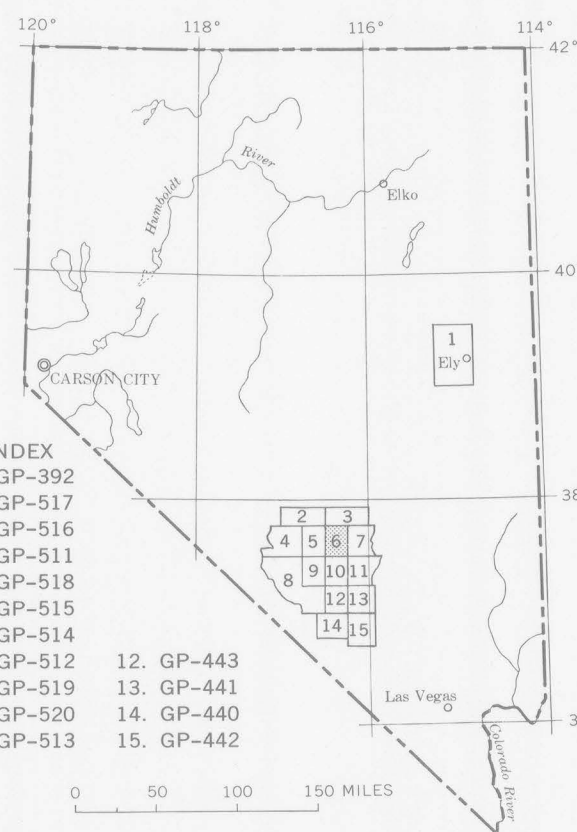 120°
118°
116°
114°
42°
Humboldt
River
Elko
40
1
Ely
CARSON CITY
38
NDEX
GP-392
GP-517
GP-516
GP-511
GP-518
GP-515
GP-514
GP-512
GP-519
GP-520
GP-513
12. GP-443
13. GP-441
14. GP-440
15. GP-442
2
3
4
5
6
7
8
9
10
11
12
13
14
15
Las Vegas
3
Colorado River
0 50 100 150 MILES